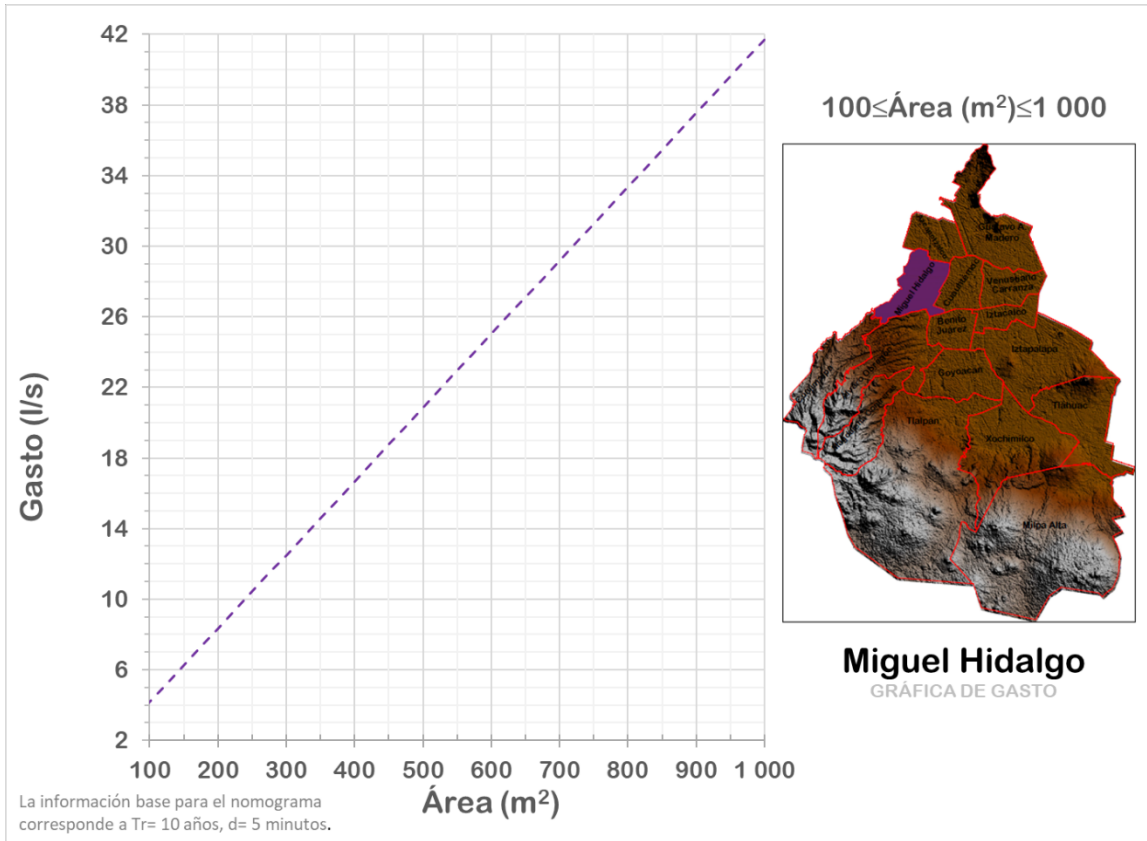 42
38
34
30
26
22
18
14
10
6
2
Gasto (l/s)
100 200 300 400 500 600 700 800 900 1 000
Área (m²)
La información base para el nomograma
corresponde a Tr= 10 años, d= 5 minutos.
100≤Área (m²)≤1 000
Gustavo A.
Madero
Miguel Hidalgo
Cuauhtémoc
Venustiano
Carranza
Iztacalco
Benito
Juárez
Iztapalapa
Coyoacán
Tláhuac
Tlalpan
Xochimilco
Milpa Alta
Miguel Hidalgo
GRÁFICA DE GASTO